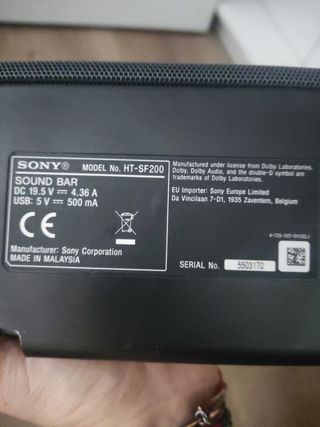 SONY® MODEL No. HT-SF200
SOUND BAR
DC 19.5 V ⎓ 4.36 A
USB: 5 V ⎓ 500 mA
CE
Manufacturer: Sony Corporation
MADE IN MALAYSIA
Manufactured under license from Dolby Laboratories.
Dolby, Dolby Audio, and the double-D symbol are
trademarks of Dolby Laboratories.
EU Importer: Sony Europe Limited
Da Vincilaan 7-D1, 1935 Zaventem, Belgium
SERIAL No. 5503170